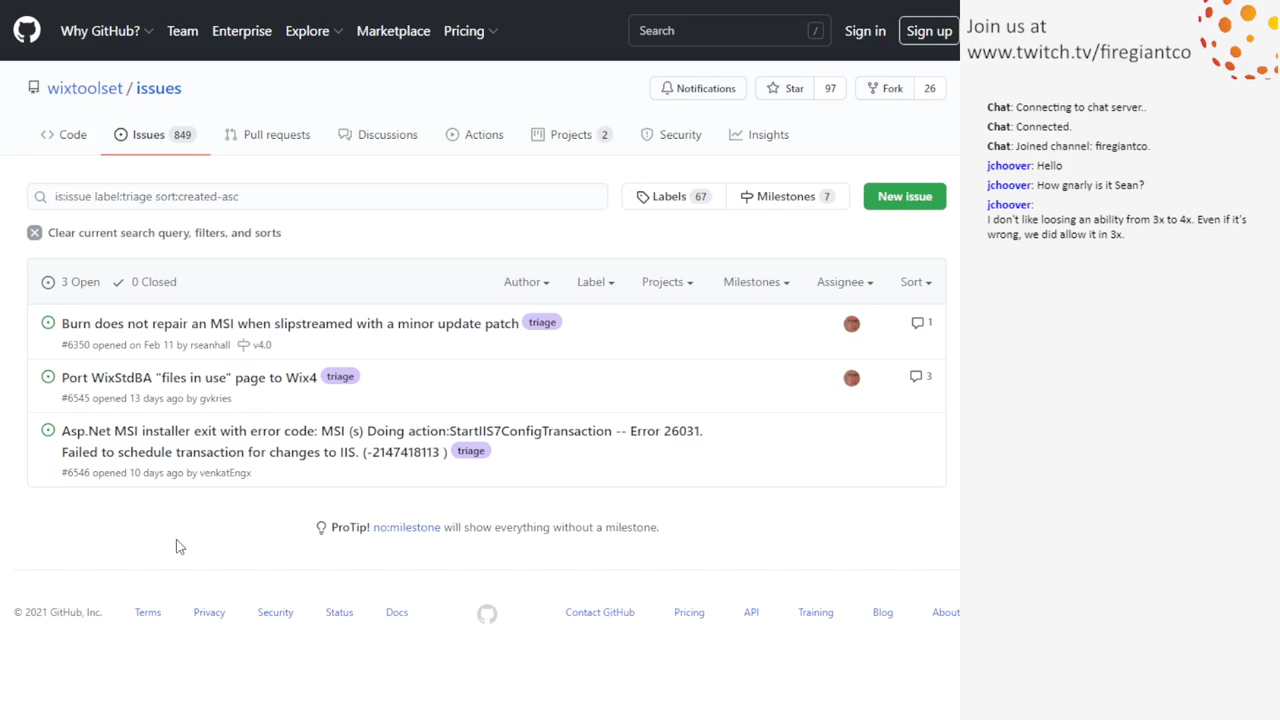 Why GitHub? Team Enterprise Explore Marketplace Pricing Search / Sign in Sign up
wixtoolset / issues Notifications Star 97 Fork 26
Code Issues 849 Pull requests Discussions Actions Projects 2 Security Insights
is:issue label:triage sort:created-asc Labels 67 Milestones 7 New issue
Clear current search query, filters, and sorts
3 Open 0 Closed Author Label Projects Milestones Assignee Sort
Burn does not repair an MSI when slipstreamed with a minor update patch triage 1
#6350 opened on Feb 11 by rseanhall v4.0
Port WixStdBA "files in use" page to Wix4 triage 3
#6545 opened 13 days ago by gvkries
Asp.Net MSI installer exit with error code: MSI (s) Doing action:StartIIS7ConfigTransaction -- Error 26031.
Failed to schedule transaction for changes to IIS. (-2147418113 ) triage
#6546 opened 10 days ago by venkatEngx
ProTip! no:milestone will show everything without a milestone.
© 2021 GitHub, Inc. Terms Privacy Security Status Docs Contact GitHub Pricing API Training Blog About
Join us at
www.twitch.tv/firegiantco
Chat: Connecting to chat server..
Chat: Connected.
Chat: Joined channel: firegiantco.
jchoover: Hello
jchoover: How gnarly is it Sean?
jchoover:
I don't like loosing an ability from 3x to 4x. Even if it's
wrong, we did allow it in 3x.